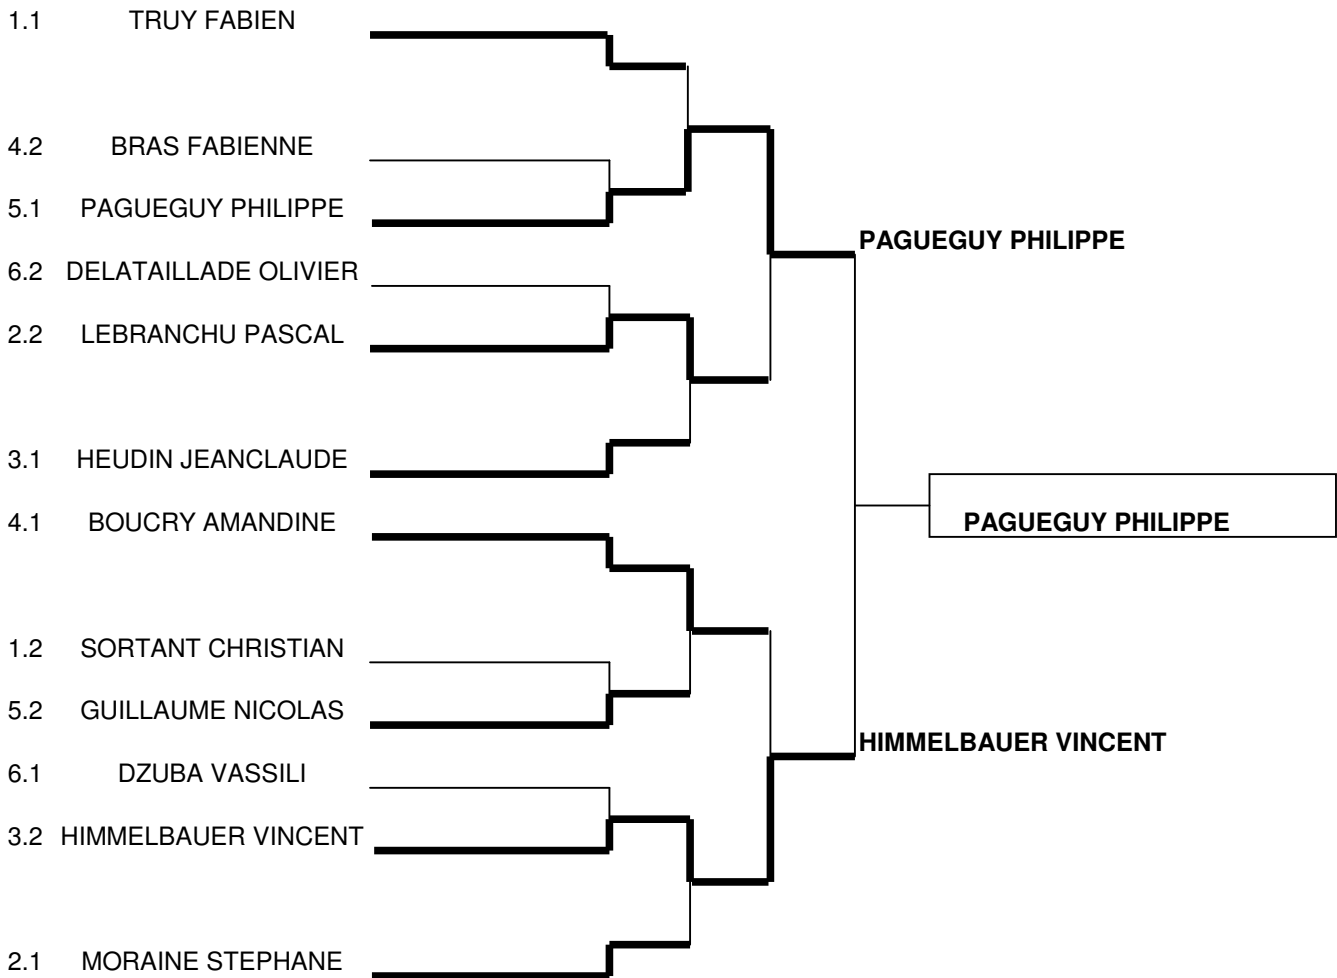 1.1 TRUY FABIEN
4.2 BRAS FABIENNE
5.1 PAGUEGUY PHILIPPE
PAGUEGUY PHILIPPE
6.2 DELATAILLADE OLIVIER
2.2 LEBRANCHU PASCAL
3.1 HEUDIN JEANCLAUDE
4.1 BOUCRY AMANDINE
PAGUEGUY PHILIPPE
1.2 SORTANT CHRISTIAN
5.2 GUILLAUME NICOLAS
HIMMELBAUER VINCENT
6.1 DZUBA VASSILI
3.2 HIMMELBAUER VINCENT
2.1 MORAINE STEPHANE